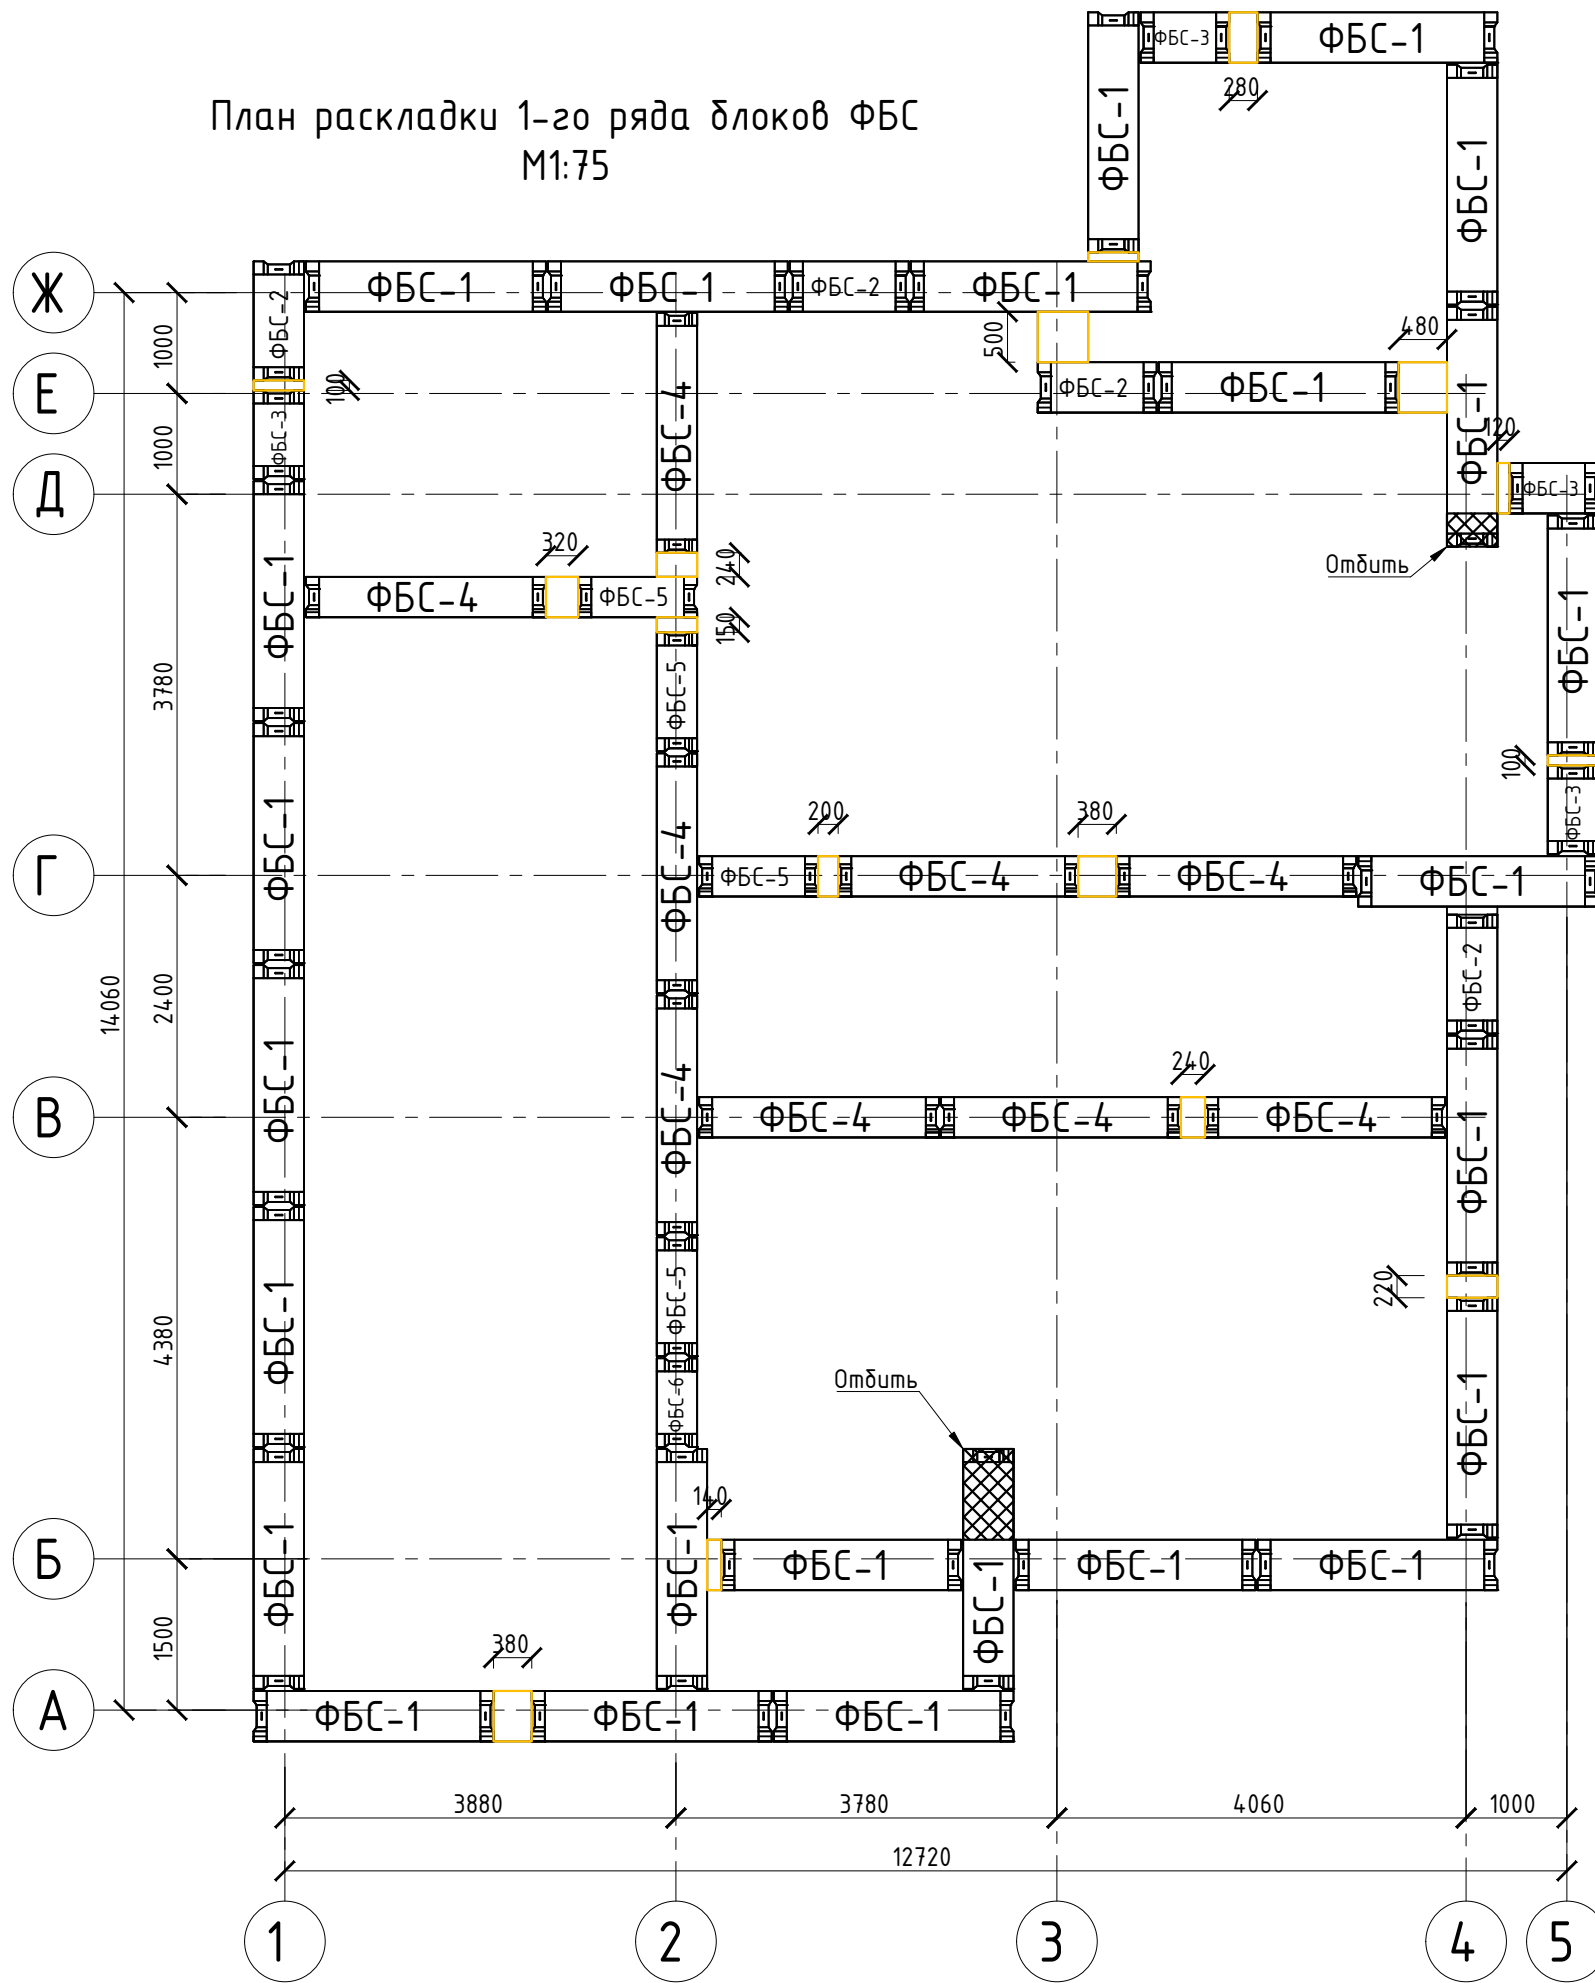 ФБС-3
ФБС-1
280
План раскладки 1-го ряда блоков ФБС
М1:75
ФБС-1
ФБС-1
Ж
ФБС-2
ФБС-1
ФБС-1
ФБС-2
ФБС-1
1000
500
480
Е
100
ФБС-4
ФБС-2
ФБС-1
ФБС-1
1000
ФБС-3
120
Д
ФБС-3
320
240
Отбить
ФБС-1
ФБС-4
ФБС-5
150
ФБС-1
3780
ФБС-5
100
ФБС-1
ФБС-4
200
380
ФБС-3
Г
ФБС-5
ФБС-4
ФБС-4
ФБС-1
14060
2400
ФБС-2
ФБС-1
ФБС-4
240
В
ФБС-4
ФБС-4
ФБС-4
ФБС-1
220
4380
ФБС-1
ФБС-5
Отбить
ФБС-6
ФБС-1
140
Б
ФБС-1
ФБС-1
ФБС-1
ФБС-1
ФБС-1
ФБС-1
1500
380
А
ФБС-1
ФБС-1
ФБС-1
3880
3780
4060
1000
12720
1
2
3
4
5